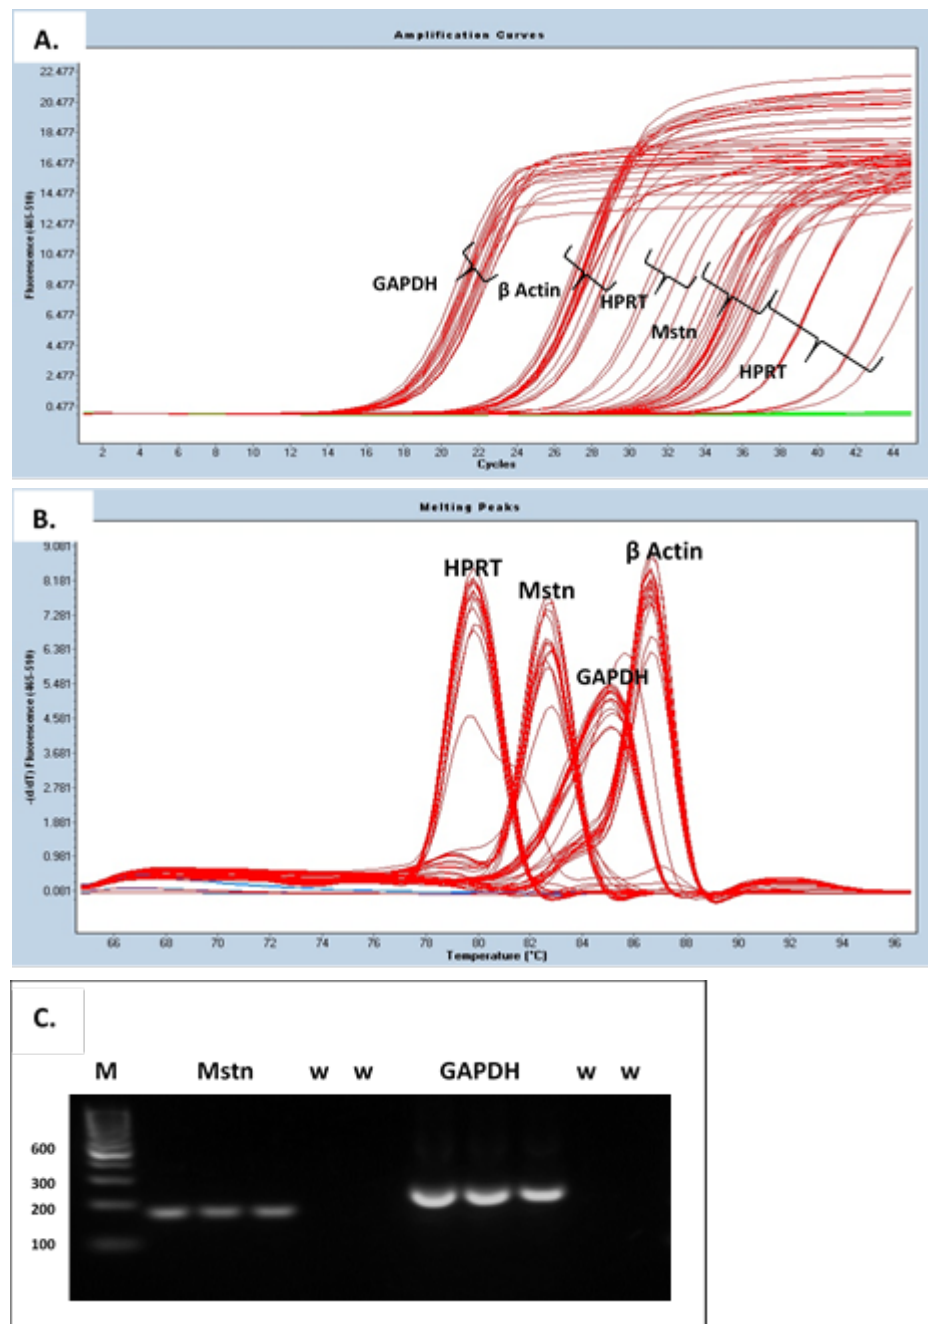 A.
Amplification Curves
Fluorescence (465-510)
22.477
20.477
18.477
16.477
14.477
12.477
10.477
8.477
6.477
4.477
2.477
0.477
GAPDH
β Actin
HPRT
Mstn
HPRT
2 4 6 8 10 12 14 16 18 20 22 24 26 28 30 32 34 36 38 40 42 44
Cycles
B.
Melting Peaks
-(d/dT) Fluorescence (465-510)
9.081
8.181
7.281
6.381
5.481
4.581
3.681
2.781
1.881
0.981
0.081
HPRT
Mstn
GAPDH
β Actin
66 68 70 72 74 76 78 80 82 84 86 88 90 92 94 96
Temperature [°C]
C.
M Mstn w w GAPDH w w
600
300
200
100